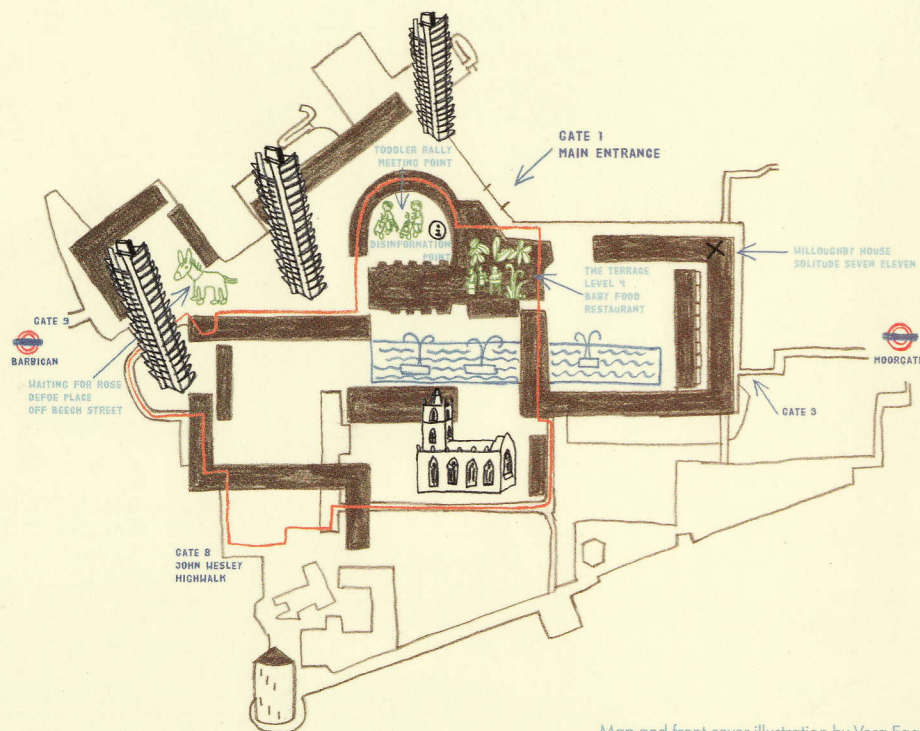 GATE 1
MAIN ENTRANCE
TODDLER RALLY
MEETING POINT
i
DISINFORMATION
POINT
WILLOUGHBY HOUSE
SOLITUDE SEVEN ELEVEN
THE TERRACE
LEVEL 4
BABY FOOD
RESTAURANT
GATE 9
BARBICAN
MOORGAT
WAITING FOR ROSE
DEFOE PLACE
OFF BEECH STREET
GATE 3
GATE 8
JOHN WESLEY
HIGHWALK
Map and front cover illustration by Vera